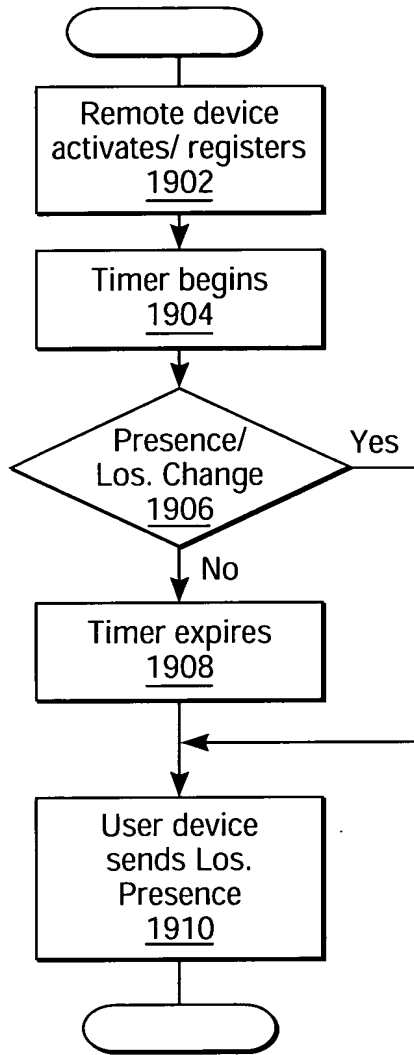 Remote device
activates/ registers
1902
Timer begins
1904
Presence/
Los. Change
1906
Yes
No
Timer expires
1908
User device
sends Los.
Presence
1910